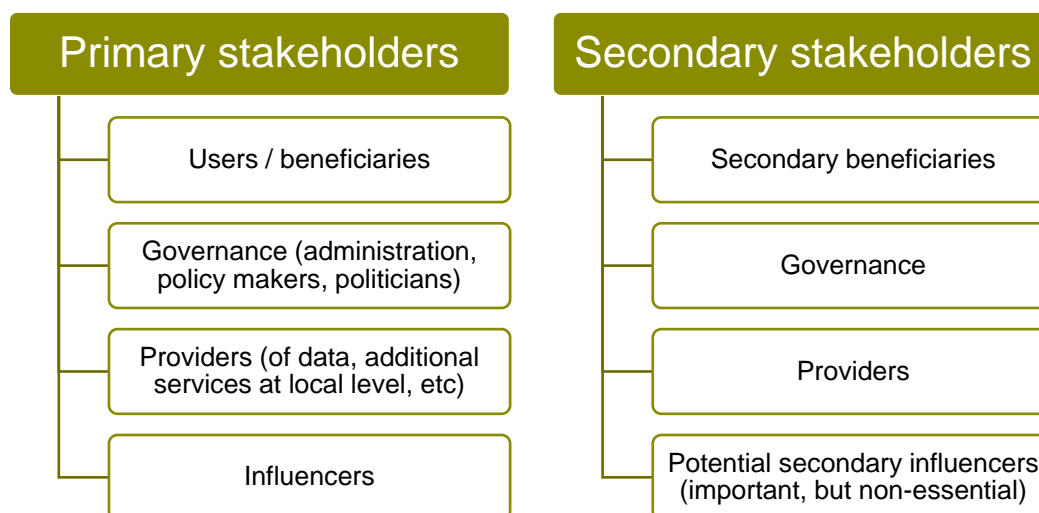 Primary stakeholders
Users / beneficiaries
Governance (administration,
policy makers, politicians)
Providers (of data, additional
services at local level, etc)
Influencers
Secondary stakeholders
Secondary beneficiaries
Governance
Providers
Potential secondary influencers
(important, but non-essential)